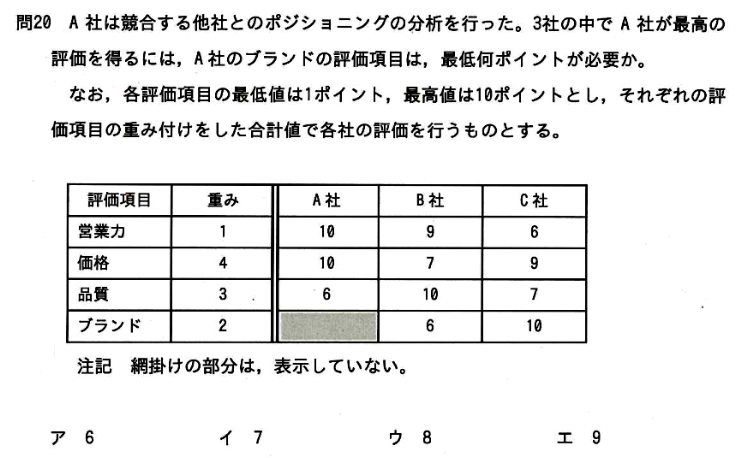 問20 A 社は競合する他社とのポジショニングの分析を行った。3社の中で A 社が最高の
評価を得るには，A 社のブランドの評価項目は，最低何ポイントが必要か。
なお，各評価項目の最低値は1ポイント，最高値は10ポイントとし，それぞれの評
価項目の重み付けをした合計値で各社の評価を行うものとする。
評価項目 重み A 社 B 社 C 社
営業力 1 10 9 6
価格 4 10 7 9
品質 3 6 10 7
ブランド 2 6 10
注記 網掛けの部分は，表示していない。
ア 6 イ 7 ウ 8 エ 9